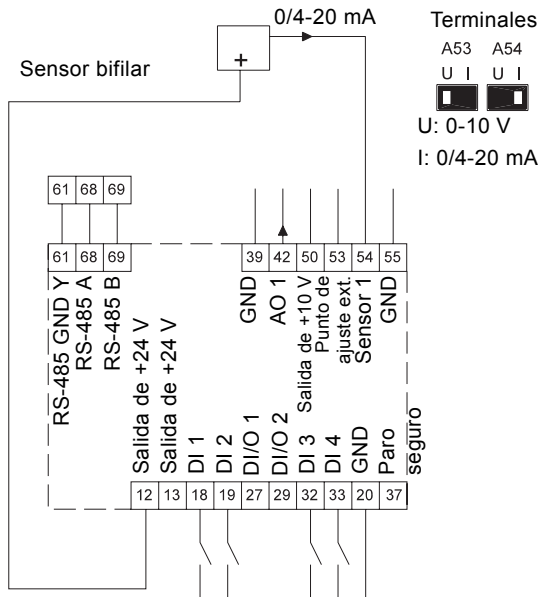 0/4-20 mA
Terminales
A53 A54
U I U I
U: 0-10 V
I: 0/4-20 mA
Sensor bifilar
+
61 68 69
61 68 69
39 42 50 53 54 55
RS-485 GND Y
RS-485 A
RS-485 B
GND
AO 1
Salida de +10 V
Punto de
ajuste ext.
Sensor 1
GND
Salida de +24 V
Salida de +24 V
DI 1
DI 2
DI/O 1
DI/O 2
DI 3
DI 4
GND
Paro
seguro
12 13 18 19 27 29 32 33 20 37